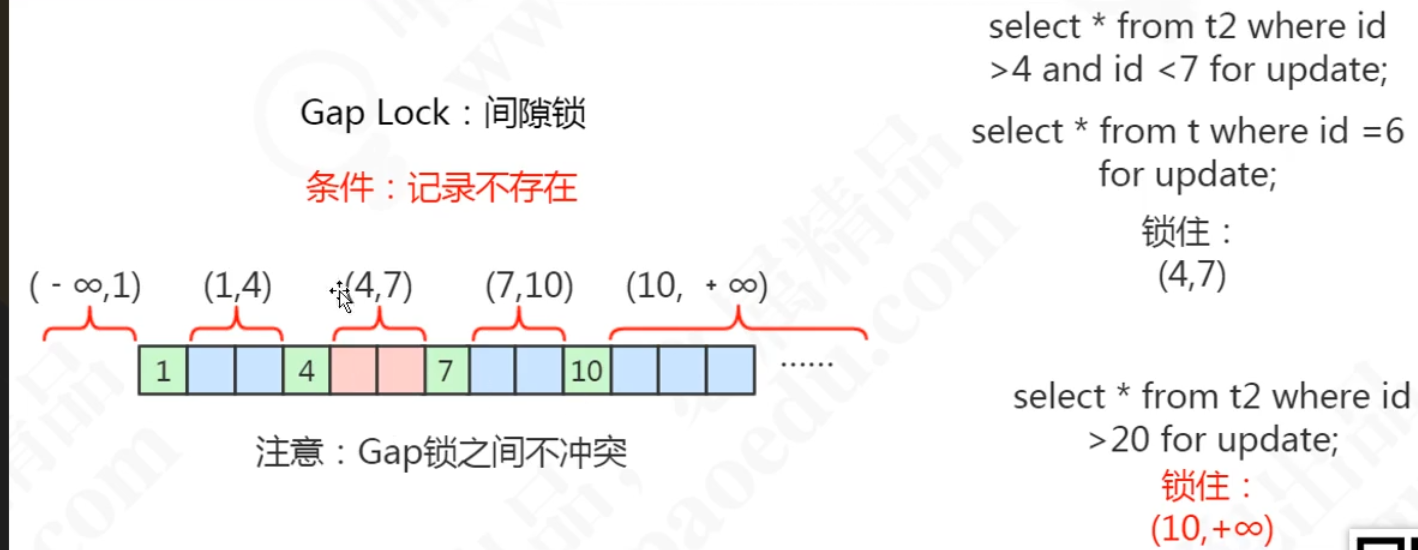 select * from t2 where id
>4 and id <7 for update;
Gap Lock：间隙锁
select * from t where id =6
for update;
条件：记录不存在
锁住：
(4,7)
( - ∞,1) (1,4) (4,7) (7,10) (10, + ∞)
1 4 7 10 ……
select * from t2 where id
>20 for update;
注意：Gap锁之间不冲突
锁住：
(10,+∞)